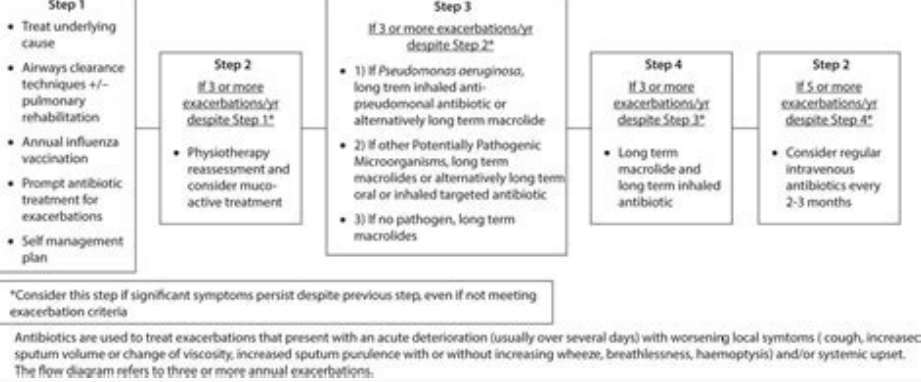 Step 1
• Treat underlying
cause
• Airways clearance
techniques +/–
pulmonary
rehabilitation
• Annual influenza
vaccination
• Prompt antibiotic
treatment for
exacerbations
• Self management
plan
Step 2
If 3 or more
exacerbations/yr
despite Step 1*
• Physiotherapy
reassessment and
consider muco-
active treatment
Step 3
If 3 or more exacerbations/yr
despite Step 2*
• 1) If Pseudomonas aeruginosa,
long trem inhaled anti-
pseudomonal antibiotic or
alternatively long term macrolide
• 2) If other Potentially Pathogenic
Microorganisms, long term
macrolides or alternatively long term
oral or inhaled targeted antibiotic
• 3) If no pathogen, long term
macrolides
Step 4
If 3 or more
exacerbations/yr
despite Step 3*
• Long term
macrolide and
long term inhaled
antibiotic
Step 2
If 5 or more
exacerbations/yr
despite Step 4*
• Consider regular
intravenous
antibiotics every
2-3 months
*Consider this step if significant symptoms persist despite previous step, even if not meeting
exacerbation criteria
Antibiotics are used to treat exacerbations that present with an acute deterioration (usually over several days) with worsening local symtoms ( cough, increased
sputum volume or change of viscosity, increased sputum purulence with or without increasing wheeze, breathlessness, haemoptysis) and/or systemic upset.
The flow diagram refers to three or more annual exacerbations.